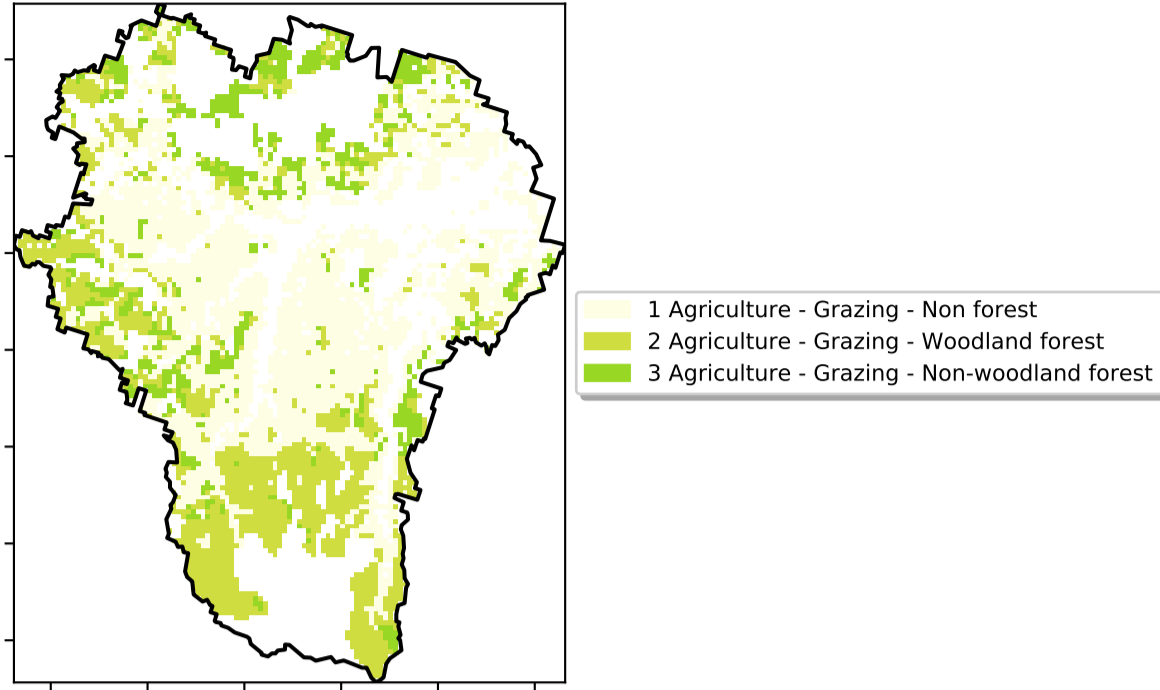 1 Agriculture - Grazing - Non forest
2 Agriculture - Grazing - Woodland forest
3 Agriculture - Grazing - Non-woodland forest